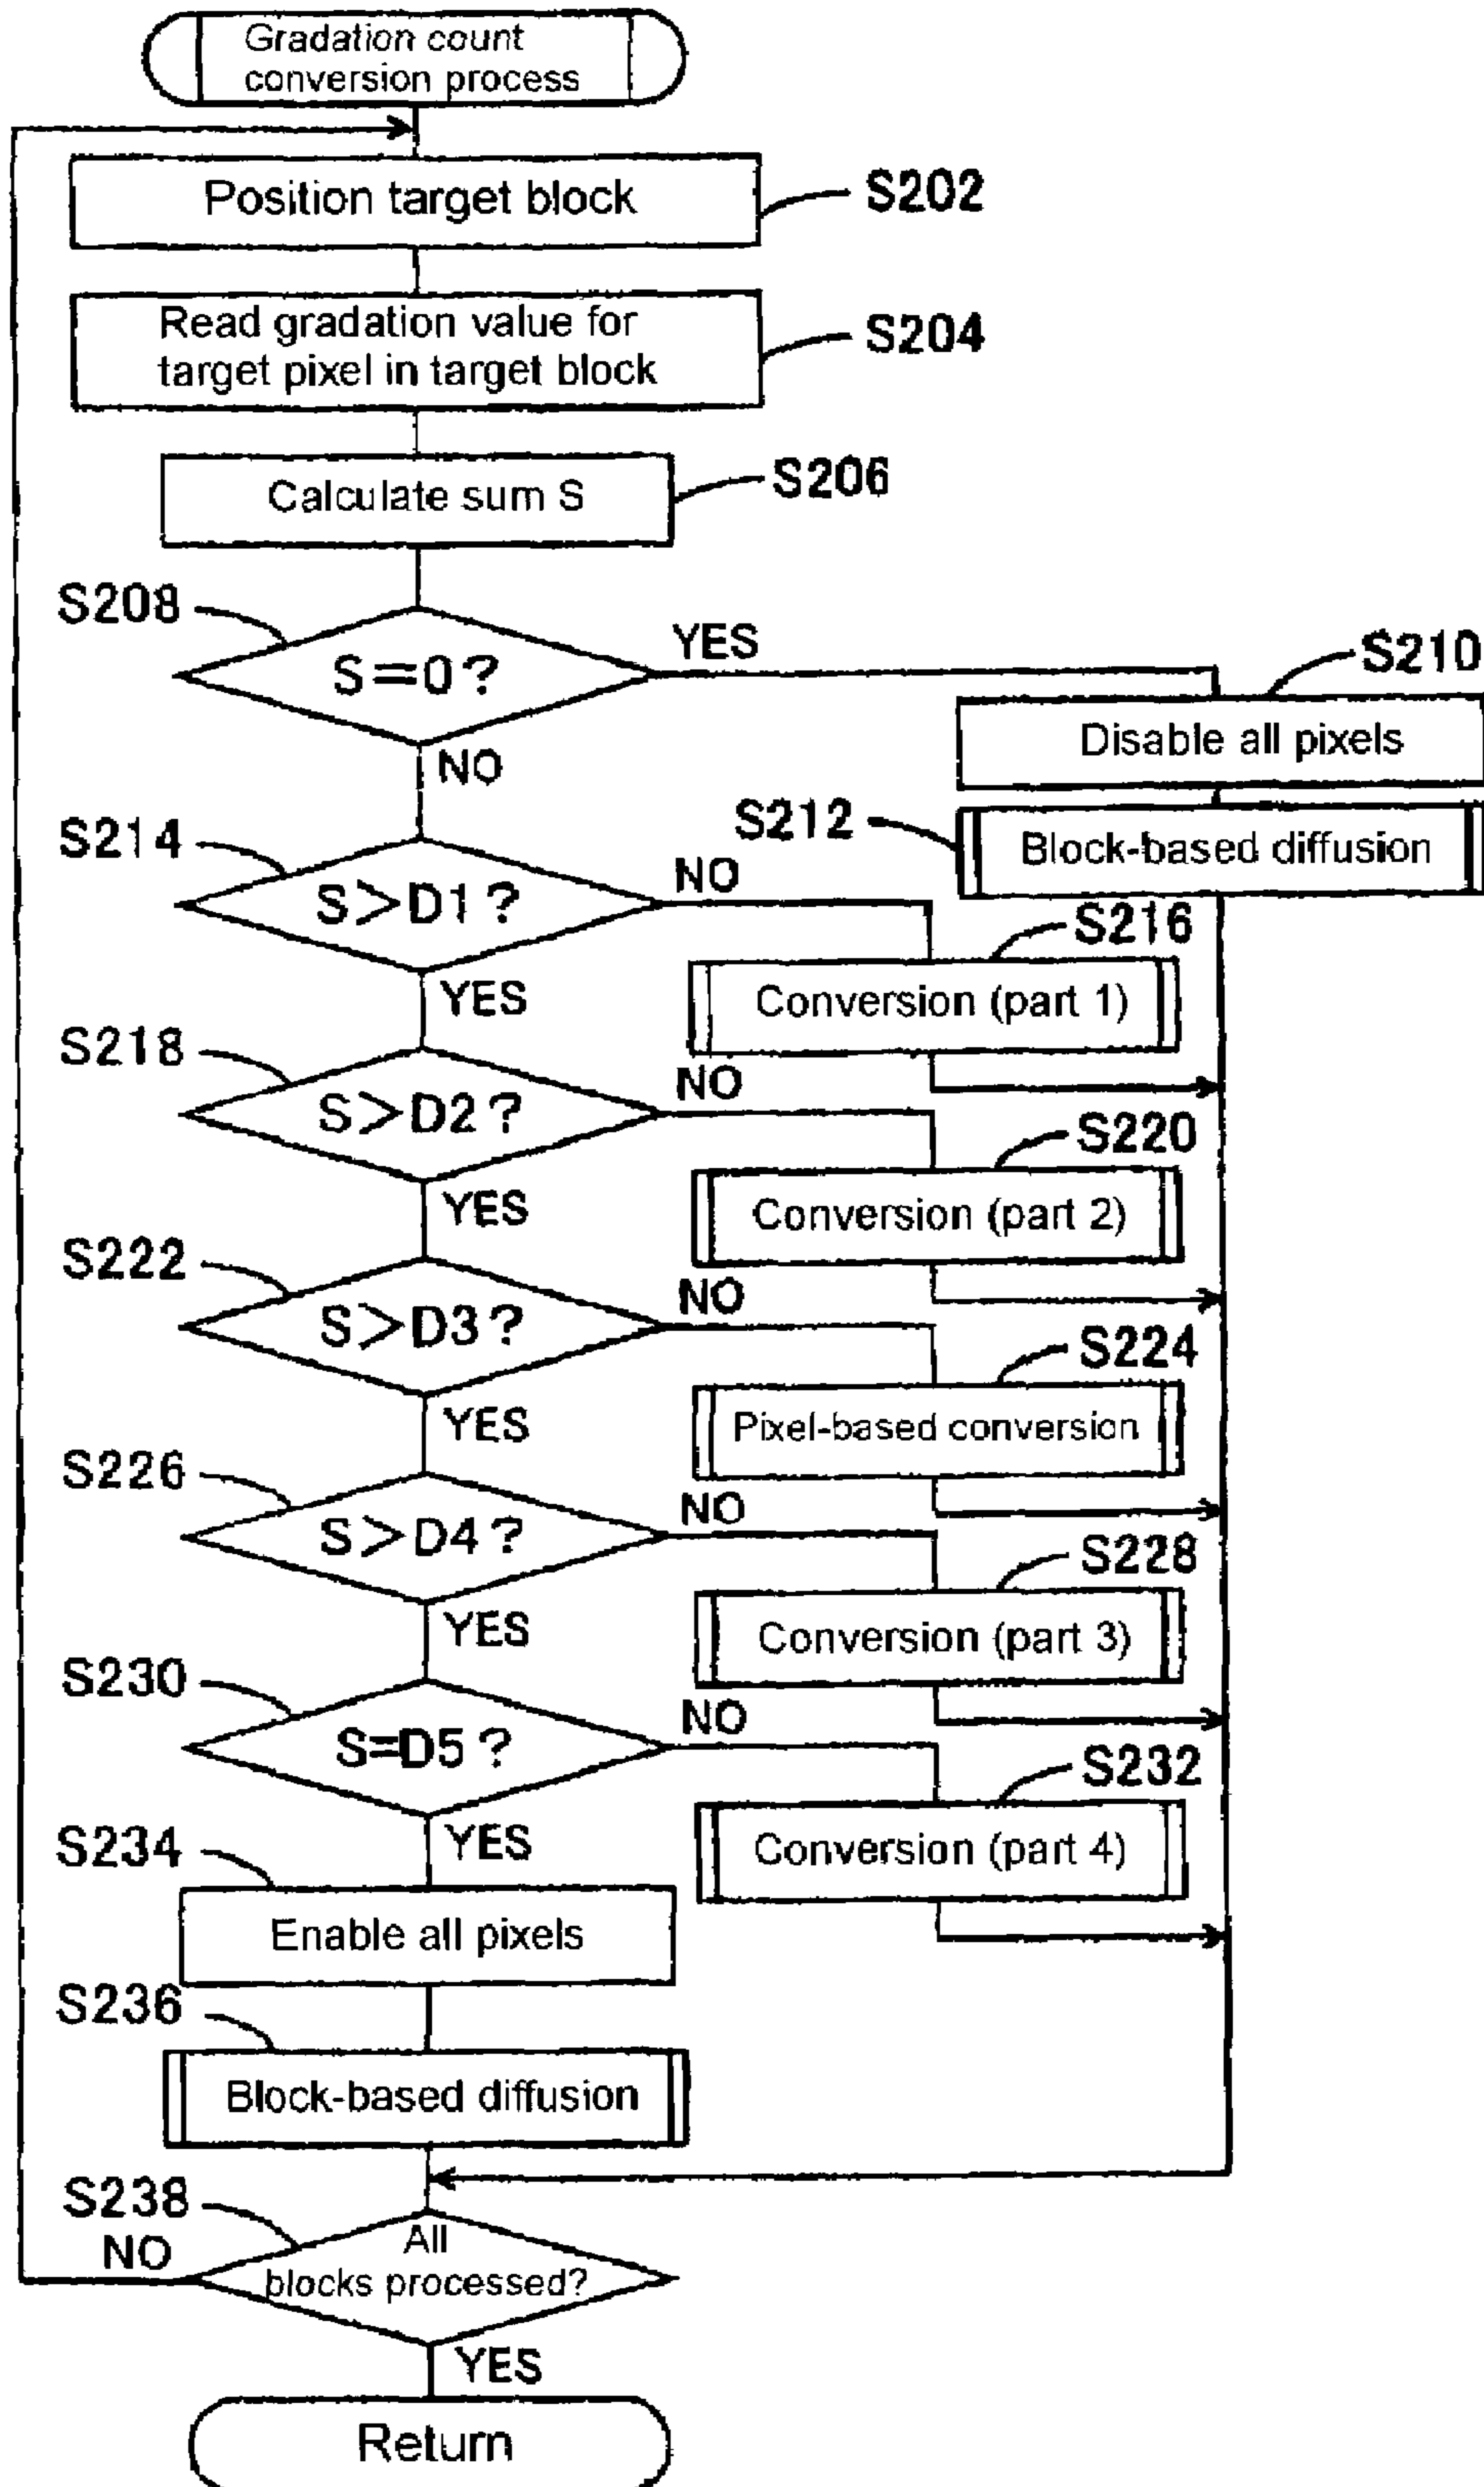 Gradation count
conversion process
Position target block
S202
Read gradation value for
target pixel in target block
S204
Calculate sum S
S206
S208
S=0?
YES
NO
S210
Disable all pixels
S212
Block-based diffusion
S214
S>D1?
NO
YES
S216
Conversion (part 1)
S218
S>D2?
NO
YES
S220
Conversion (part 2)
S222
S>D3?
NO
YES
S224
Pixel-based conversion
S226
S>D4?
NO
YES
S228
Conversion (part 3)
S230
S=D5?
NO
YES
S232
Conversion (part 4)
S234
Enable all pixels
S236
Block-based diffusion
S238
All
blocks processed?
NO
YES
Return